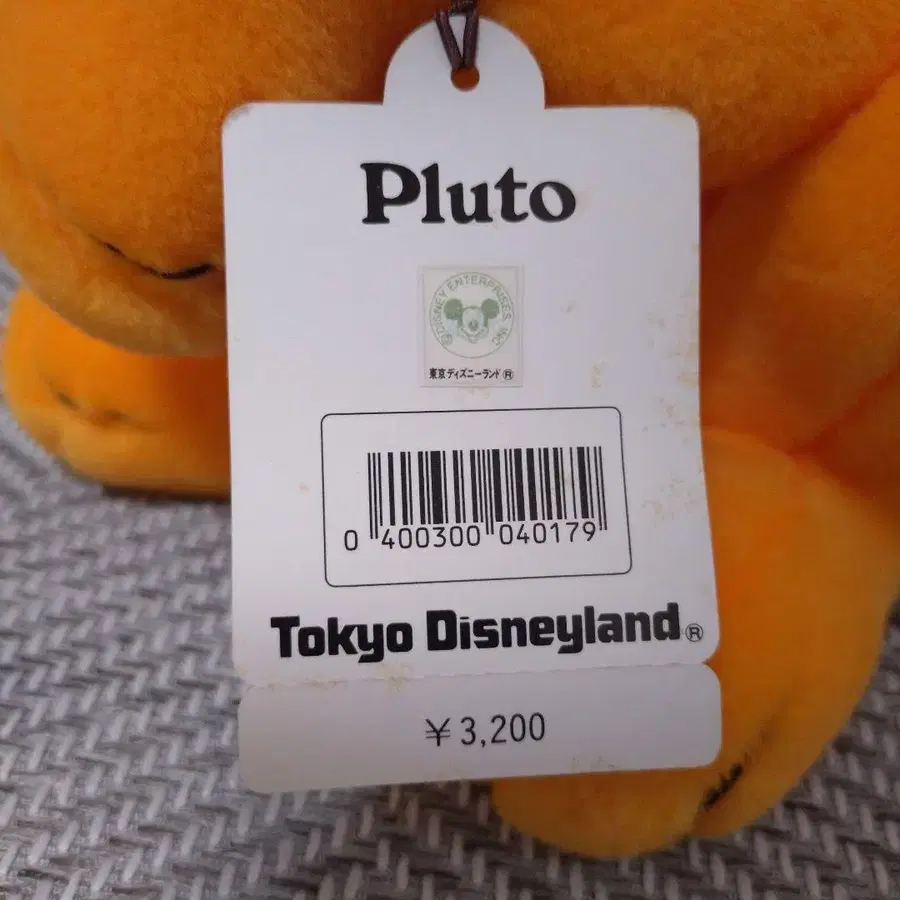 Pluto
© DISNEY ENTERPRISES, INC
東京ディズニーランド ®
0 400300 040179
Tokyo Disneyland®
¥3,200